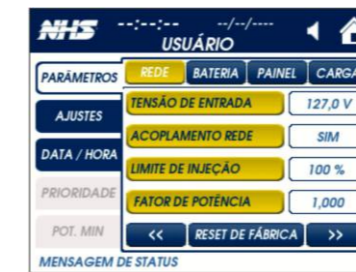 NHS --:--:-- --/--/----
USUÁRIO
PARÂMETROS REDE BATERIA PAINEL CARGA
TENSÃO DE ENTRADA 127,0 V
AJUSTES
ACOPLAMENTO REDE SIM
DATA / HORA
LIMITE DE INJEÇÃO 100 %
PRIORIDADE
FATOR DE POTÊNCIA 1,000
POT. MIN << RESET DE FÁBRICA >>
MENSAGEM DE STATUS